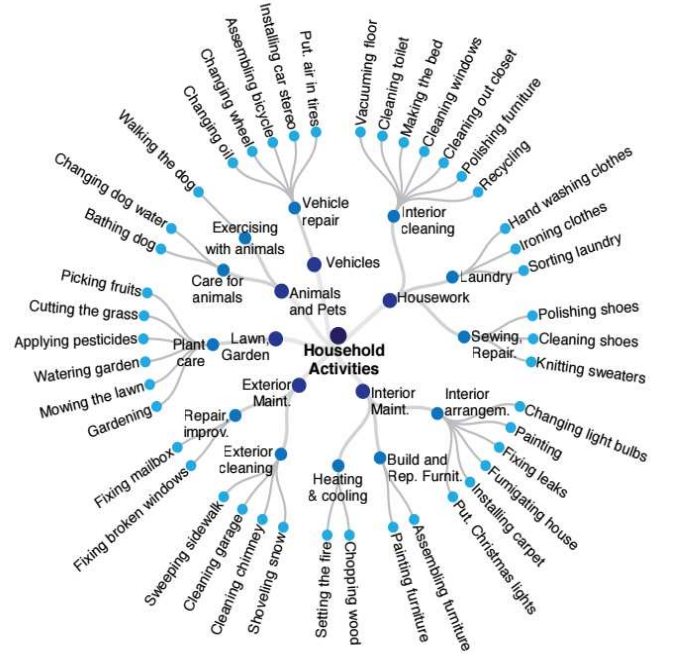 Household
Activities
Vehicles
Vehicle
repair
Changing oil
Changing wheel
Assembling bicycle
Installing car stereo
Put. air in tires
Housework
Interior
cleaning
Vacuuming floor
Cleaning toilet
Making the bed
Cleaning windows
Cleaning out closet
Polishing furniture
Recycling
Laundry
Hand washing clothes
Ironing clothes
Sorting laundry
Sewing,
Repair.
Polishing shoes
Cleaning shoes
Knitting sweaters
Interior
Maint.
Interior
arrangem.
Changing light bulbs
Painting
Fixing leaks
Fumigating house
Installing carpet
Put. Christmas lights
Build and
Rep. Furnit.
Assembling furniture
Painting furniture
Heating
& cooling
Chopping wood
Setting the fire
Exterior
Maint.
Exterior
cleaning
Shoveling snow
Cleaning chimney
Cleaning garage
Sweeping sidewalk
Repair,
improv.
Fixing broken windows
Fixing mailbox
Lawn,
Garden
Plant
care
Gardening
Mowing the lawn
Watering garden
Applying pesticides
Cutting the grass
Picking fruits
Animals
and Pets
Care for
animals
Bathing dog
Changing dog water
Exercising
with animals
Walking the dog